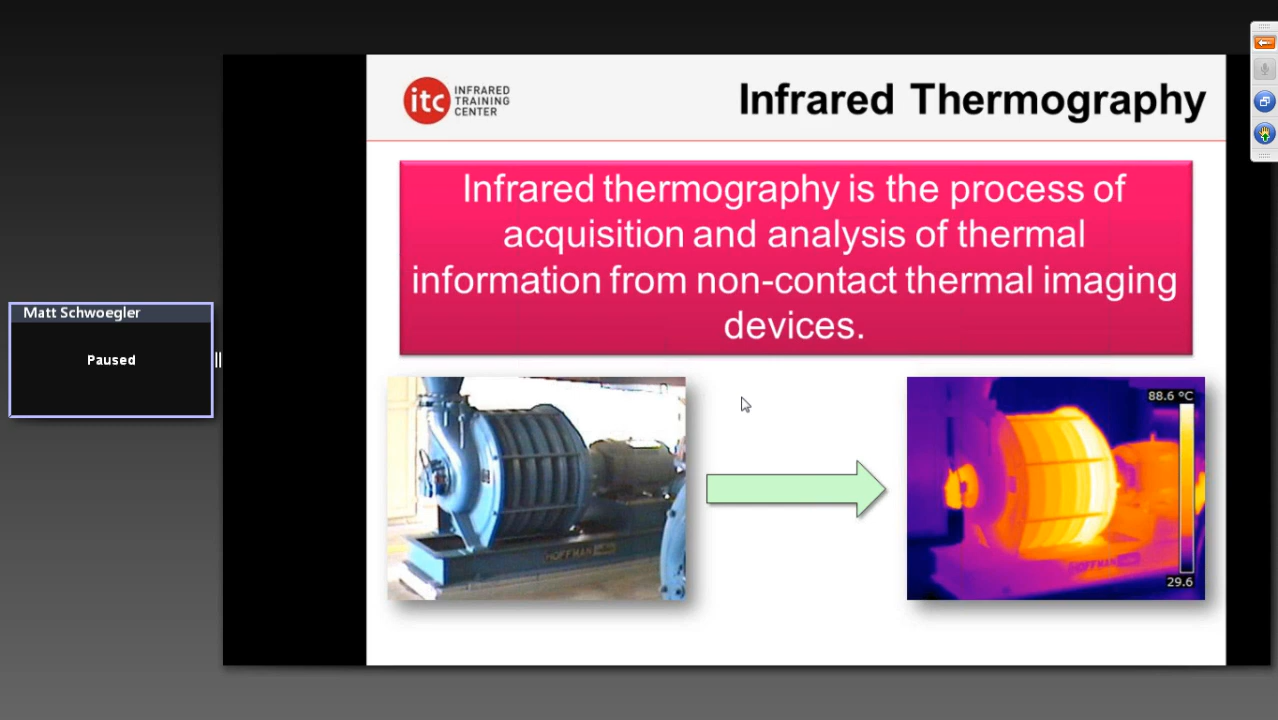 itc INFRARED
TRAINING
CENTER
Infrared Thermography
Infrared thermography is the process of
acquisition and analysis of thermal
information from non-contact thermal imaging
devices.
Matt Schwoegler
Paused
HOFFMAN
88.6 °C
HOFFMAN
29.6